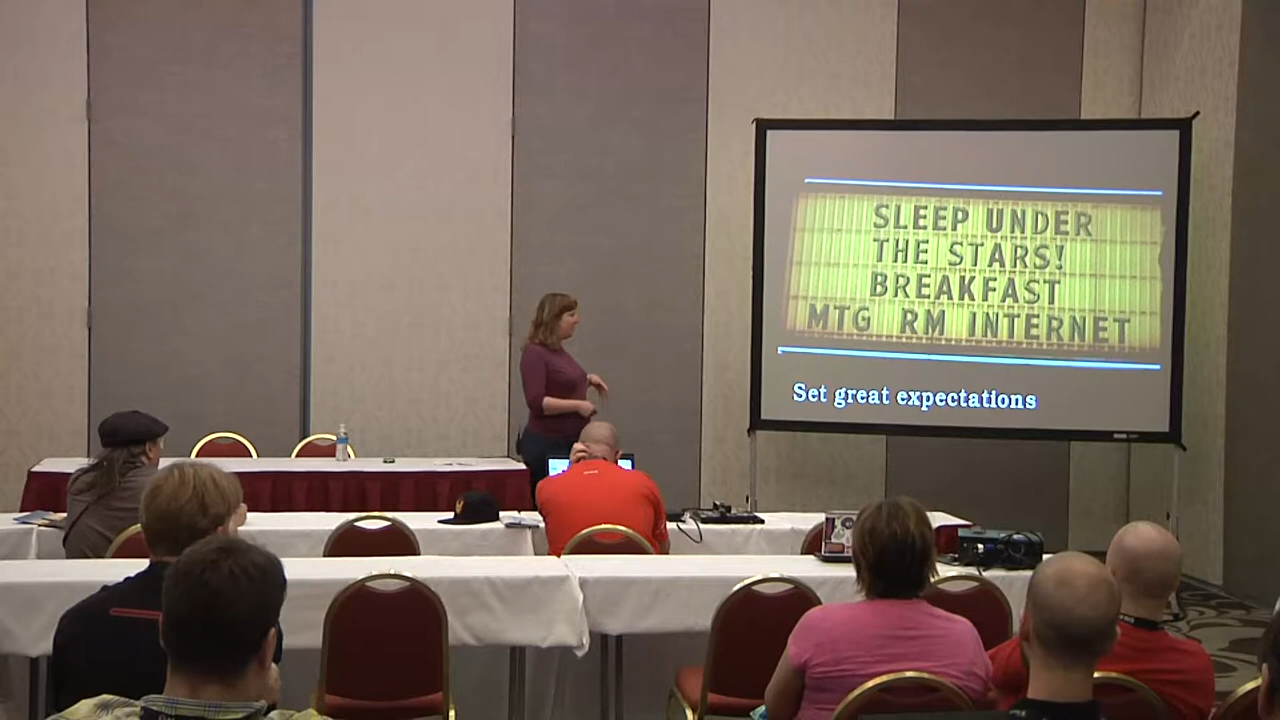 SLEEP UNDER
THE STARS!
BREAKFAST
MTG RM INTERNET
Set great expectations